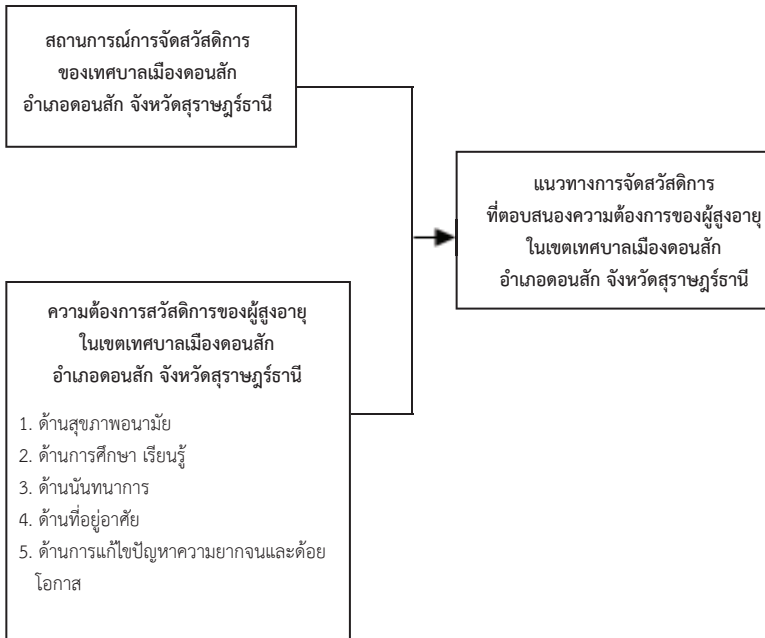 สถานการณ์การจัดสวัสดิการ
ของเทศบาลเมืองดอนสัก
อำเภอดอนสัก จังหวัดสุราษฎร์ธานี
แนวทางการจัดสวัสดิการ
ที่ตอบสนองความต้องการของผู้สูงอายุ
ในเขตเทศบาลเมืองดอนสัก
อำเภอดอนสัก จังหวัดสุราษฎร์ธานี
ความต้องการสวัสดิการของผู้สูงอายุ
ในเขตเทศบาลเมืองดอนสัก
อำเภอดอนสัก จังหวัดสุราษฎร์ธานี
1. ด้านสุขภาพอนามัย
2. ด้านการศึกษา เรียนรู้
3. ด้านนันทนาการ
4. ด้านที่อยู่อาศัย
5. ด้านการแก้ไขปัญหาความยากจนและด้อย
โอกาส